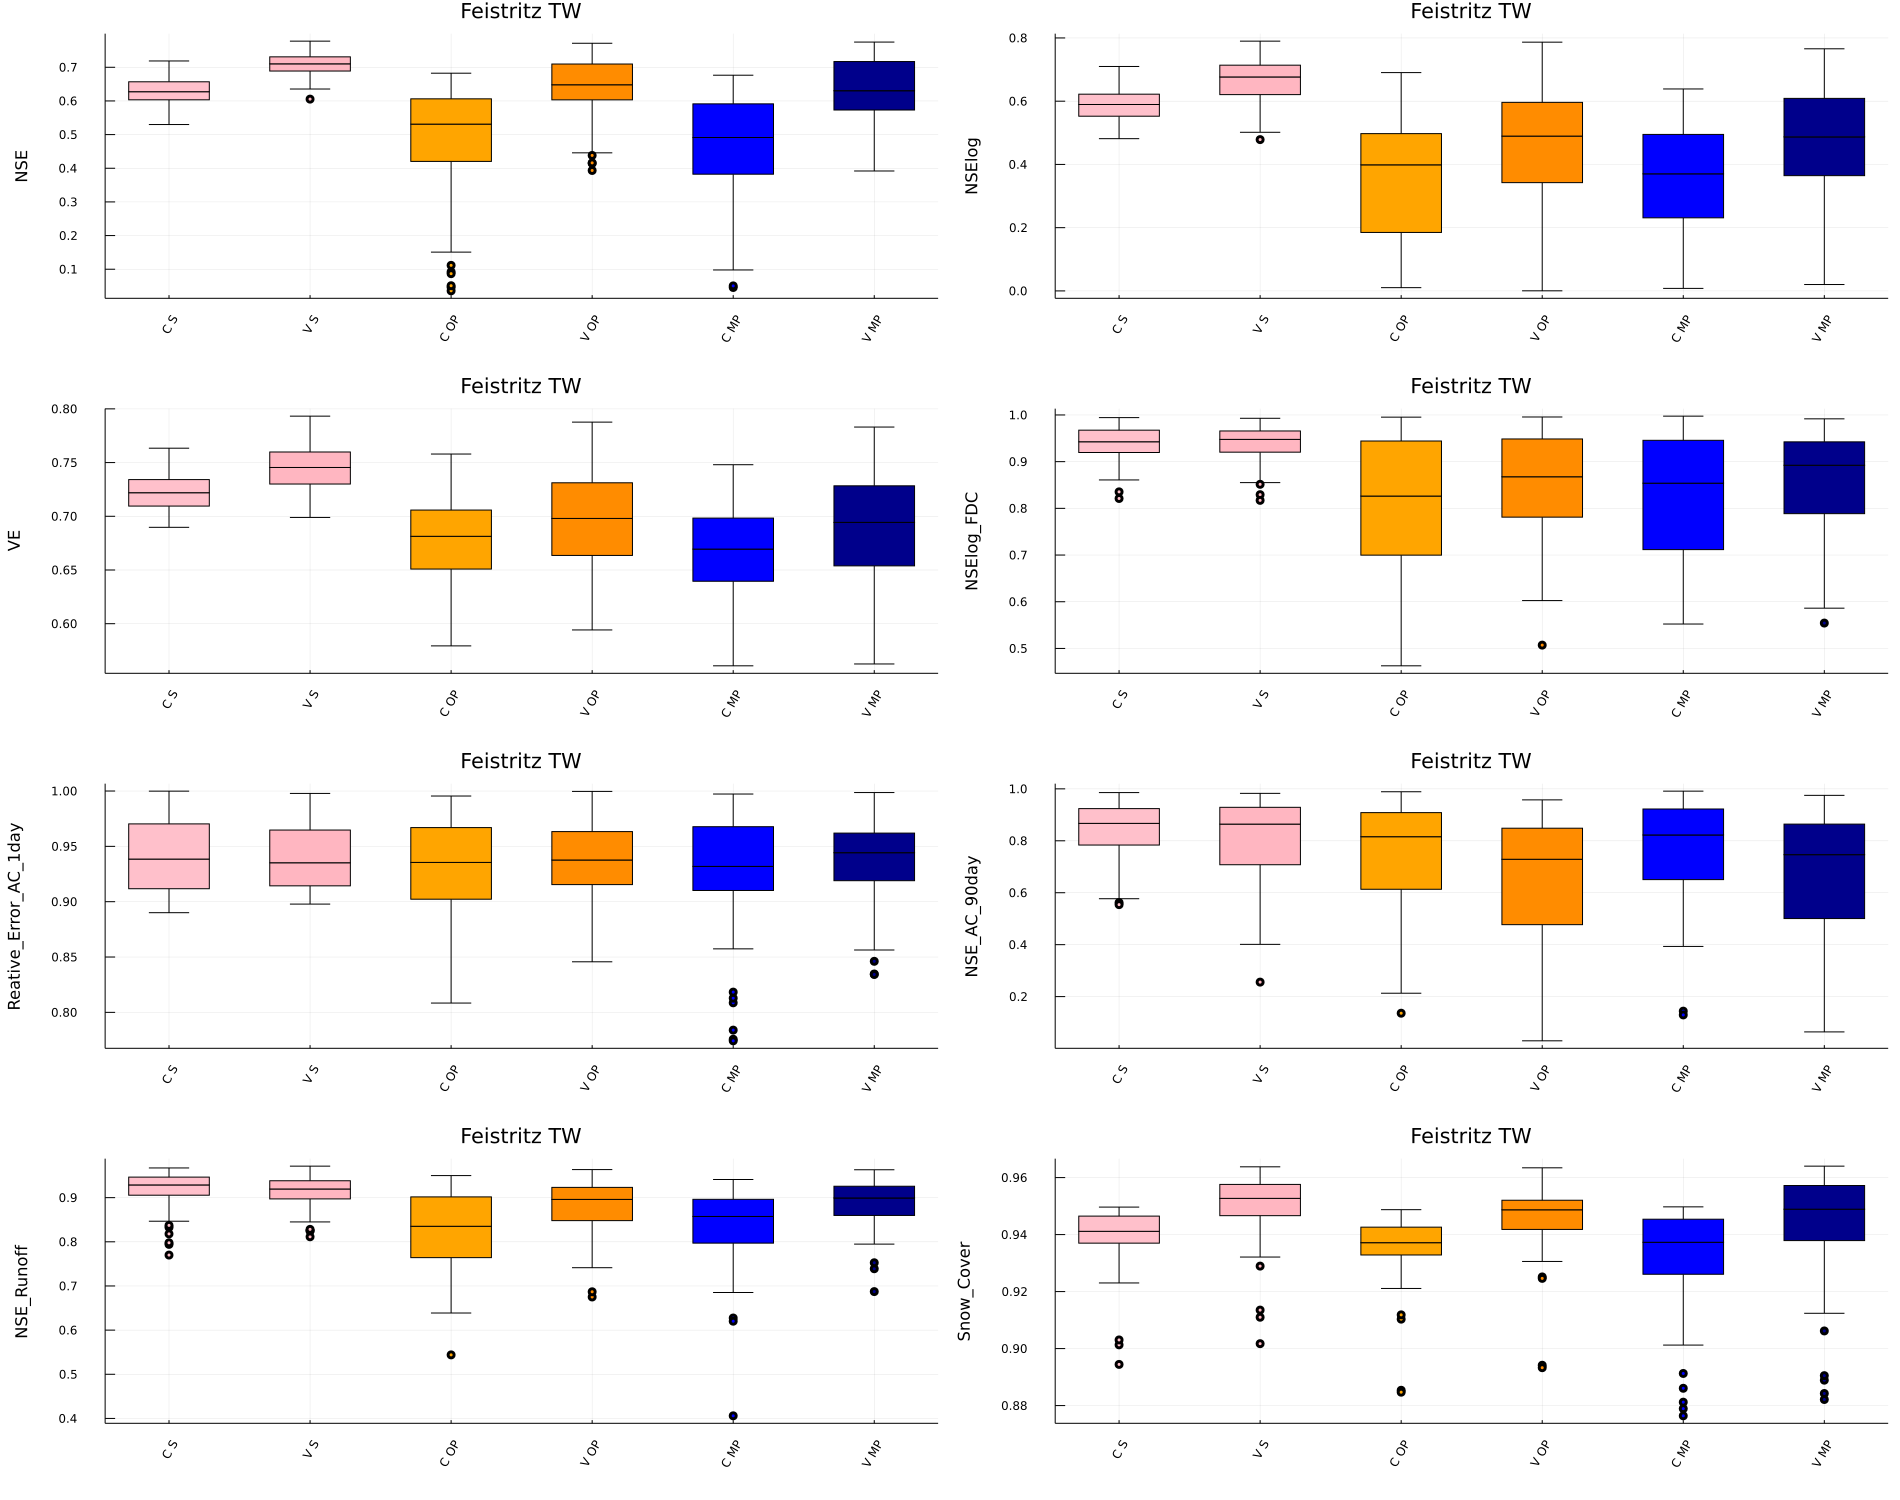 Feistritz TW
NSE
0.7
0.6
0.5
0.4
0.3
0.2
0.1
C S
V S
C OP
V OP
C MP
V MP
Feistritz TW
NSElog
0.8
0.6
0.4
0.2
0.0
C S
V S
C OP
V OP
C MP
V MP
Feistritz TW
VE
0.80
0.75
0.70
0.65
0.60
C S
V S
C OP
V OP
C MP
V MP
Feistritz TW
NSElog_FDC
1.0
0.9
0.8
0.7
0.6
0.5
C S
V S
C OP
V OP
C MP
V MP
Feistritz TW
Reative_Error_AC_1day
1.00
0.95
0.90
0.85
0.80
C S
V S
C OP
V OP
C MP
V MP
Feistritz TW
NSE_AC_90day
1.0
0.8
0.6
0.4
0.2
C S
V S
C OP
V OP
C MP
V MP
Feistritz TW
NSE_Runoff
0.9
0.8
0.7
0.6
0.5
0.4
C S
V S
C OP
V OP
C MP
V MP
Feistritz TW
Snow_Cover
0.96
0.94
0.92
0.90
0.88
C S
V S
C OP
V OP
C MP
V MP